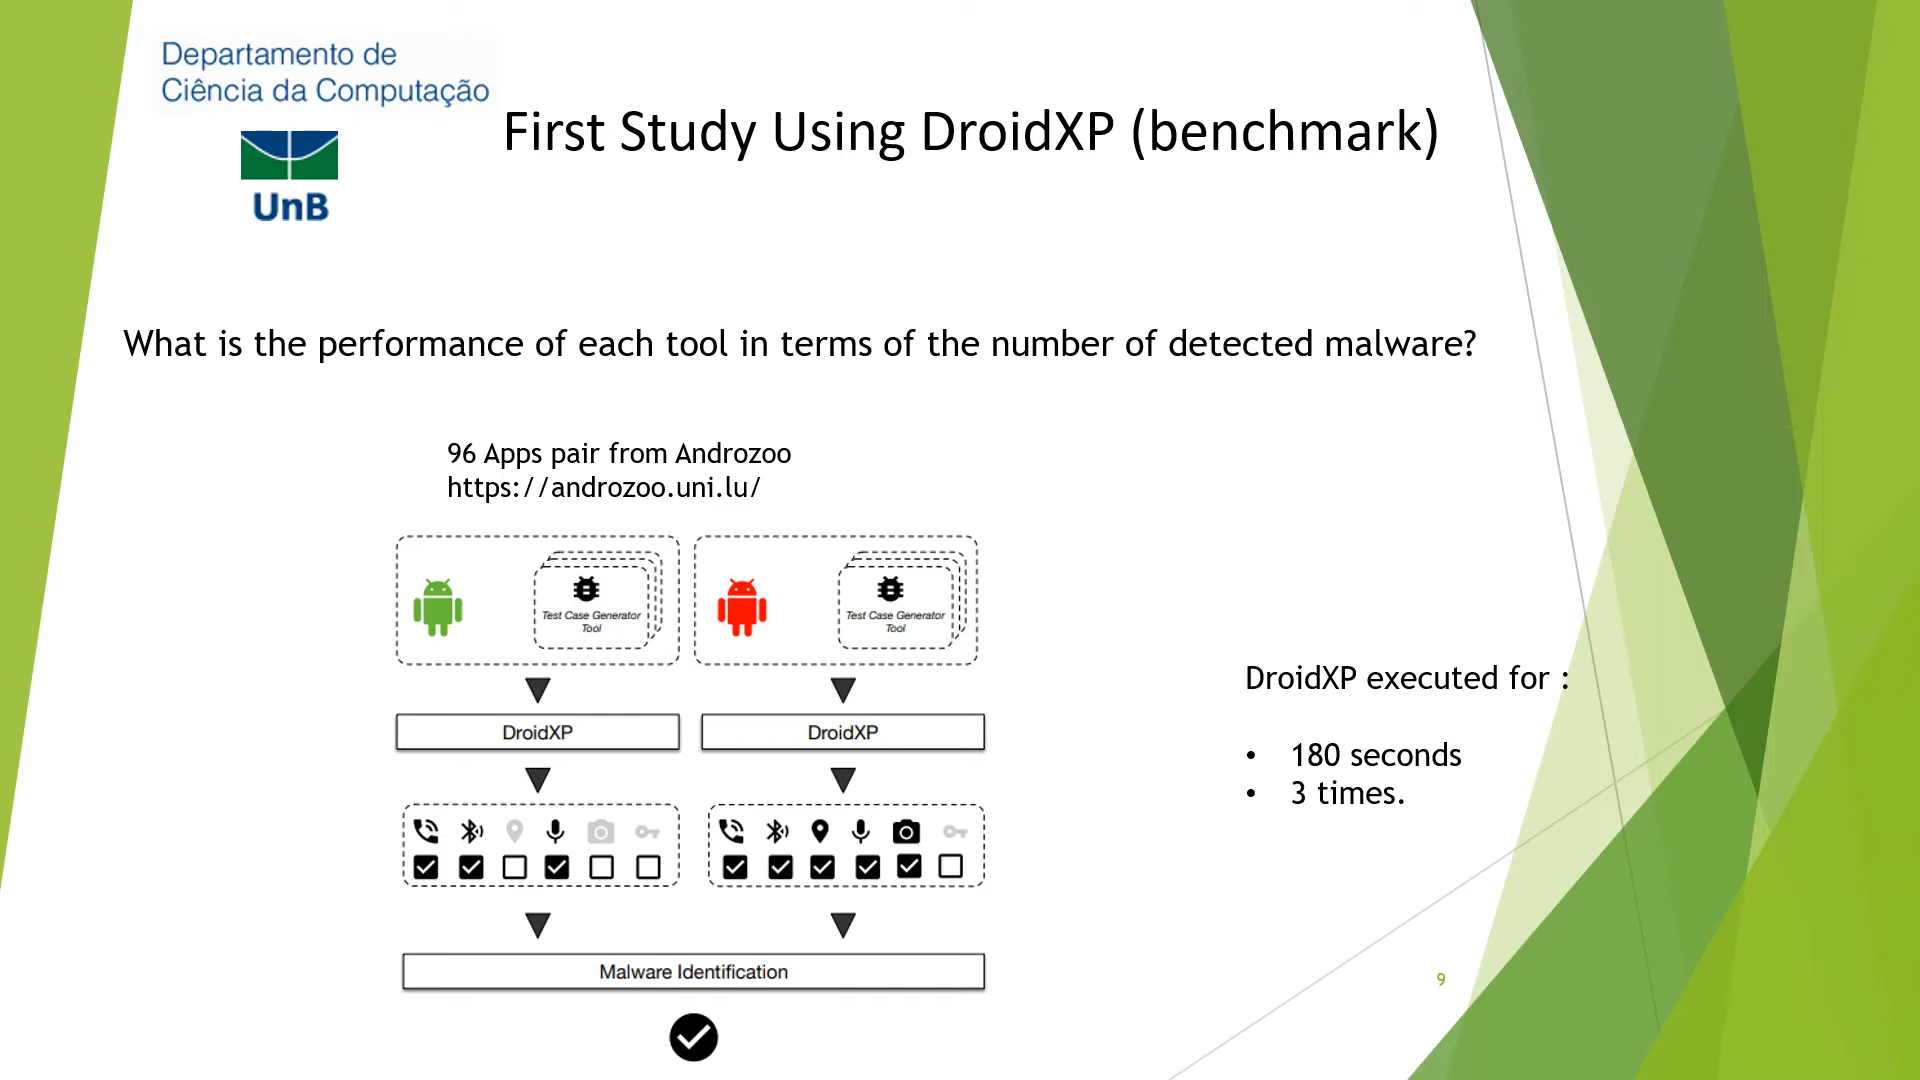 Departamento de
Ciência da Computação
UnB
First Study Using DroidXP (benchmark)
What is the performance of each tool in terms of the number of detected malware?
96 Apps pair from Androzoo
https://androzoo.uni.lu/
Test Case Generator
Tool
Test Case Generator
Tool
DroidXP
DroidXP
Malware Identification
DroidXP executed for :
• 180 seconds
• 3 times.
9